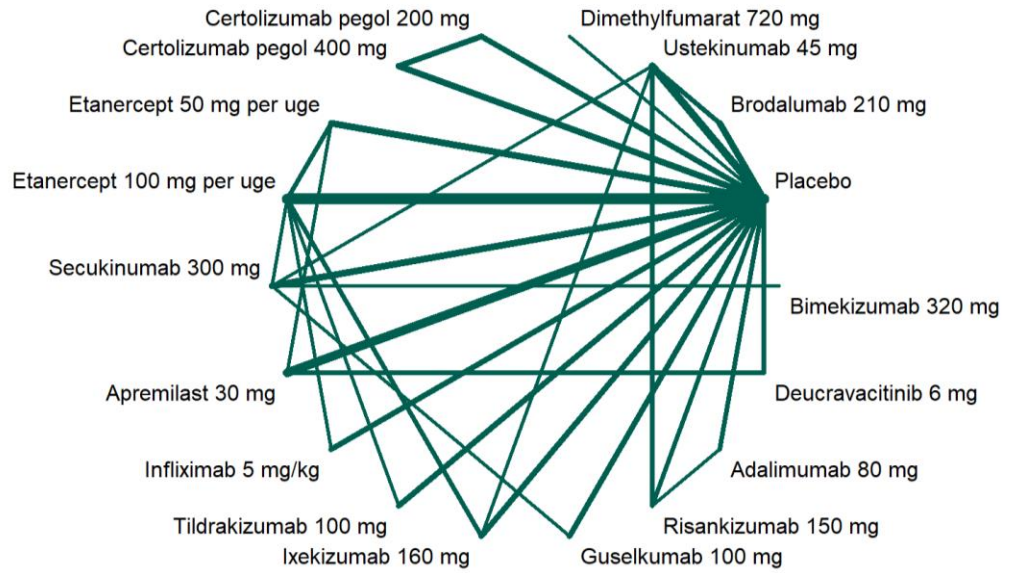 Certolizumab pegol 200 mg
Dimethylfumarat 720 mg
Certolizumab pegol 400 mg
Ustekinumab 45 mg
Etanercept 50 mg per uge
Brodalumab 210 mg
Etanercept 100 mg per uge
Placebo
Secukinumab 300 mg
Bimekizumab 320 mg
Apremilast 30 mg
Deucravacitinib 6 mg
Infliximab 5 mg/kg
Adalimumab 80 mg
Tildrakizumab 100 mg
Risankizumab 150 mg
Ixekizumab 160 mg
Guselkumab 100 mg